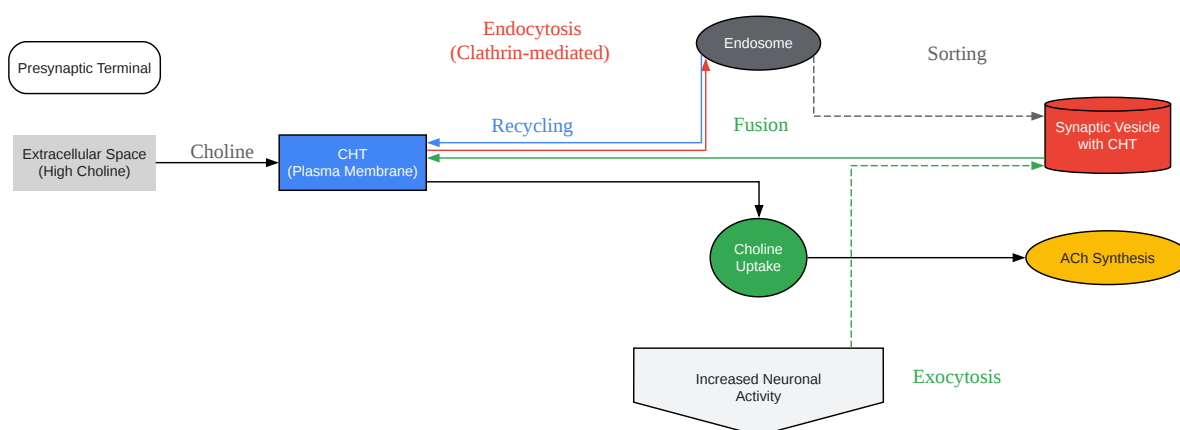 Endocytosis
(Clathrin-mediated)
Endosome
Sorting
Presynaptic Terminal
Recycling
Fusion
Synaptic Vesicle
with CHT
Extracellular Space
(High Choline)
Choline
CHT
(Plasma Membrane)
Choline
Uptake
ACh Synthesis
Increased Neuronal
Activity
Exocytosis